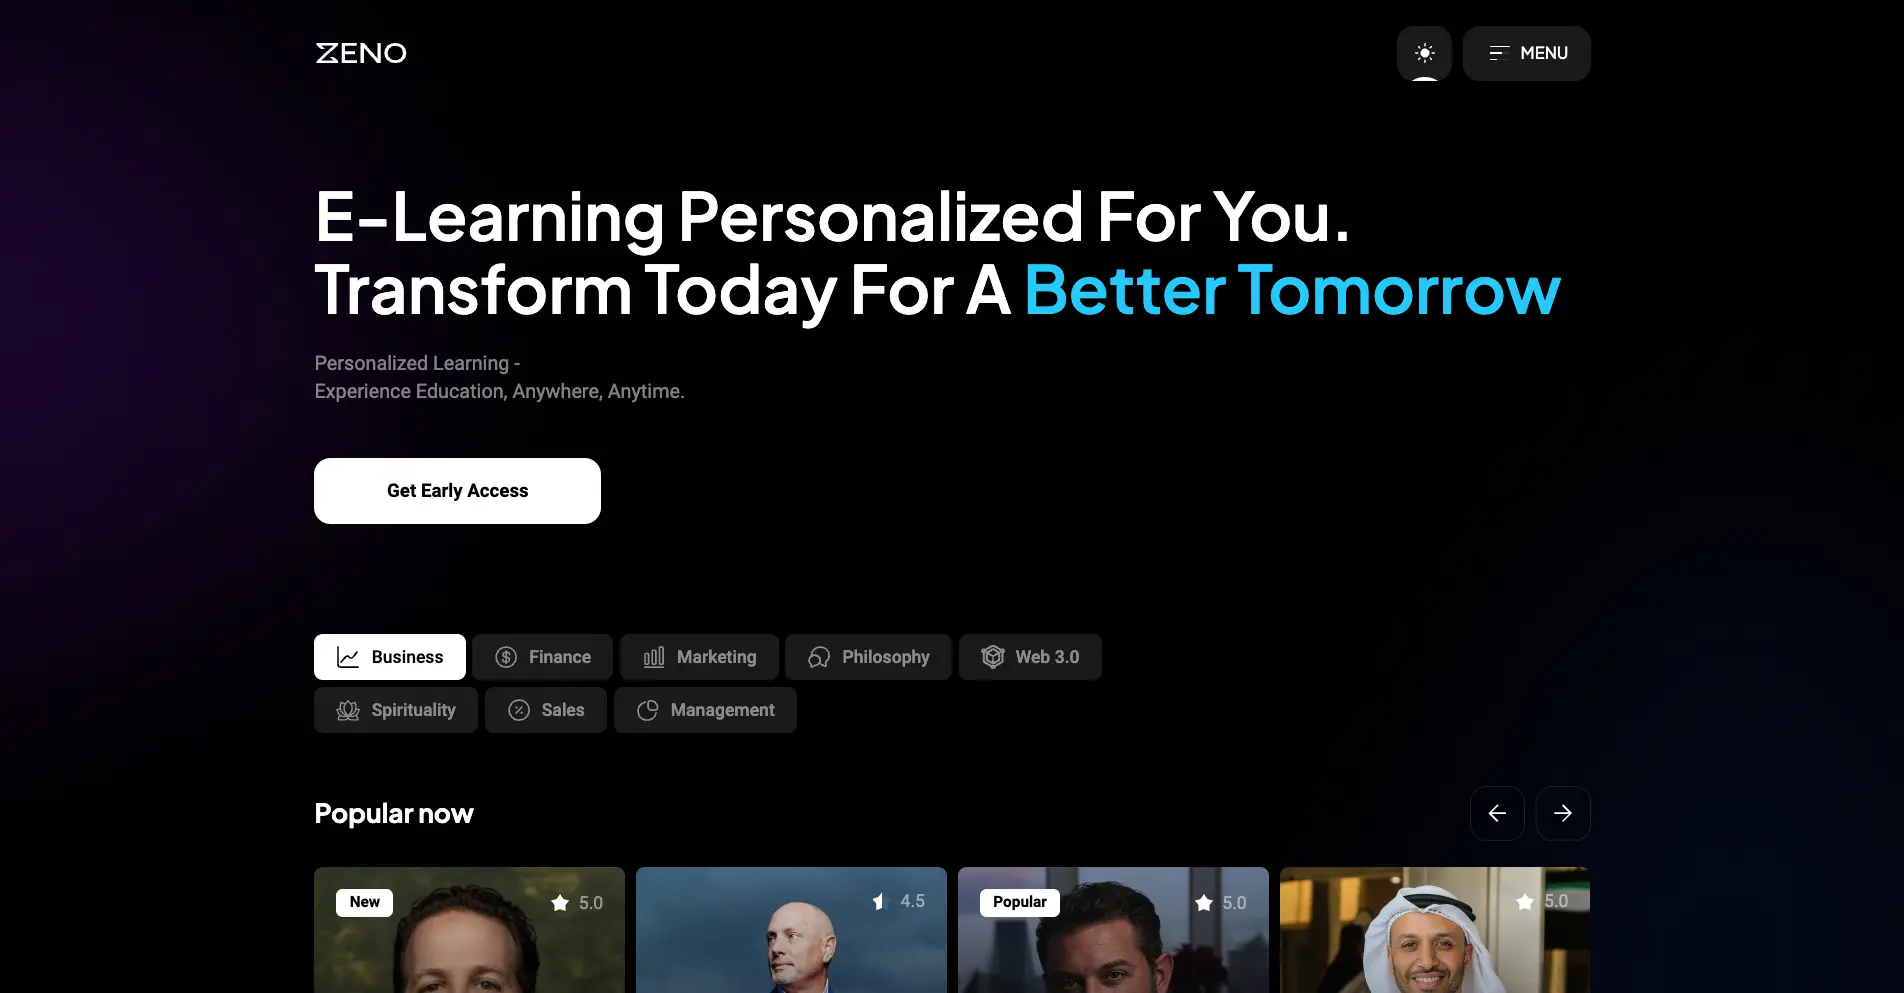 ZENO
MENU
E-Learning Personalized For You.
Transform Today For A Better Tomorrow
Personalized Learning -
Experience Education, Anywhere, Anytime.
Get Early Access
Business
Finance
Marketing
Philosophy
Web 3.0
Spirituality
Sales
Management
Popular now
New
5.0
4.5
Popular
5.0
5.0